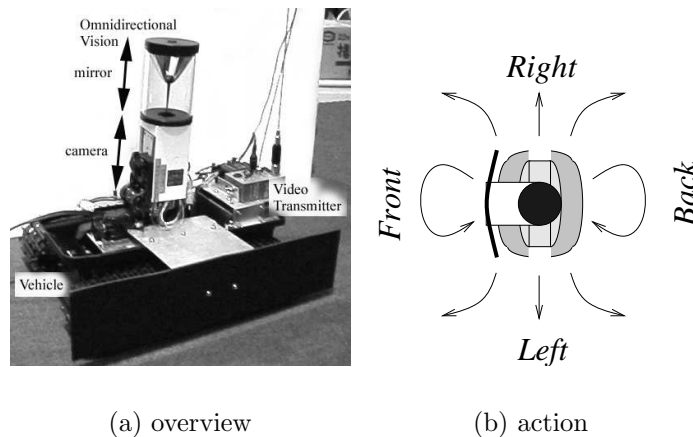 Omnidirectional
Vision
mirror
camera
Video
Transmitter
Vehicle
Right
Front
Back
Left
(a) overview
(b) action